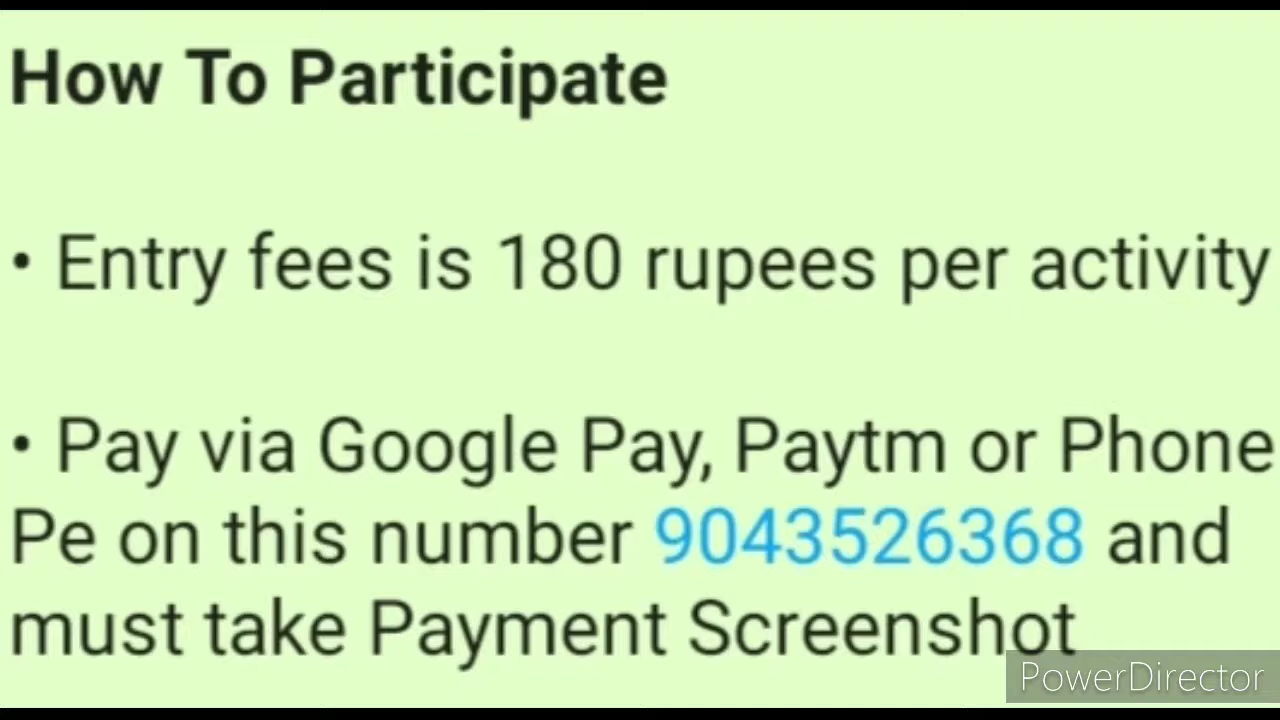 How To Participate
• Entry fees is 180 rupees per activity
• Pay via Google Pay, Paytm or Phone
Pe on this number 9043526368 and
must take Payment Screenshot
PowerDirector